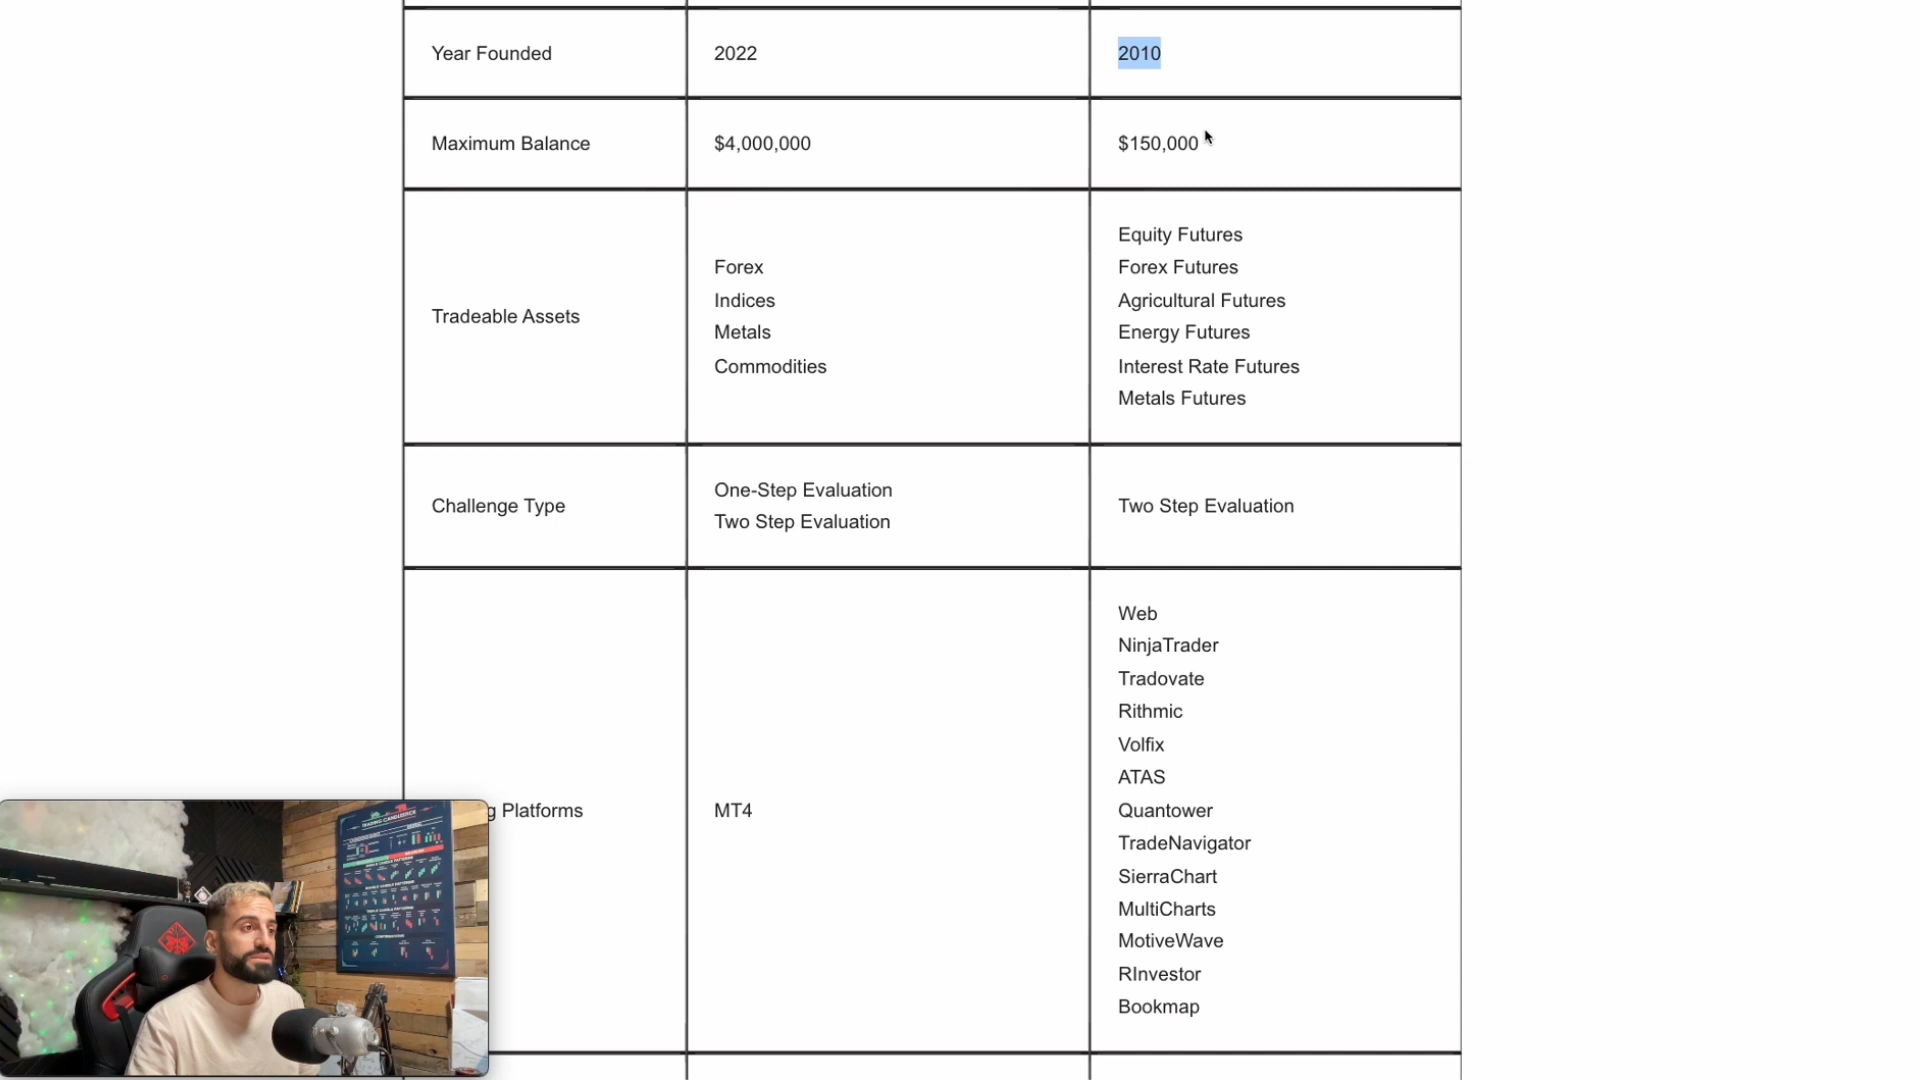 Year Founded
2022
2010
Maximum Balance
$4,000,000
$150,000
Tradeable Assets
Forex
Indices
Metals
Commodities
Equity Futures
Forex Futures
Agricultural Futures
Energy Futures
Interest Rate Futures
Metals Futures
Challenge Type
One-Step Evaluation
Two Step Evaluation
Two Step Evaluation
g Platforms
MT4
Web
NinjaTrader
Tradovate
Rithmic
Volfix
ATAS
Quantower
TradeNavigator
SierraChart
MultiCharts
MotiveWave
RInvestor
Bookmap
TRADING CANDLESTICK